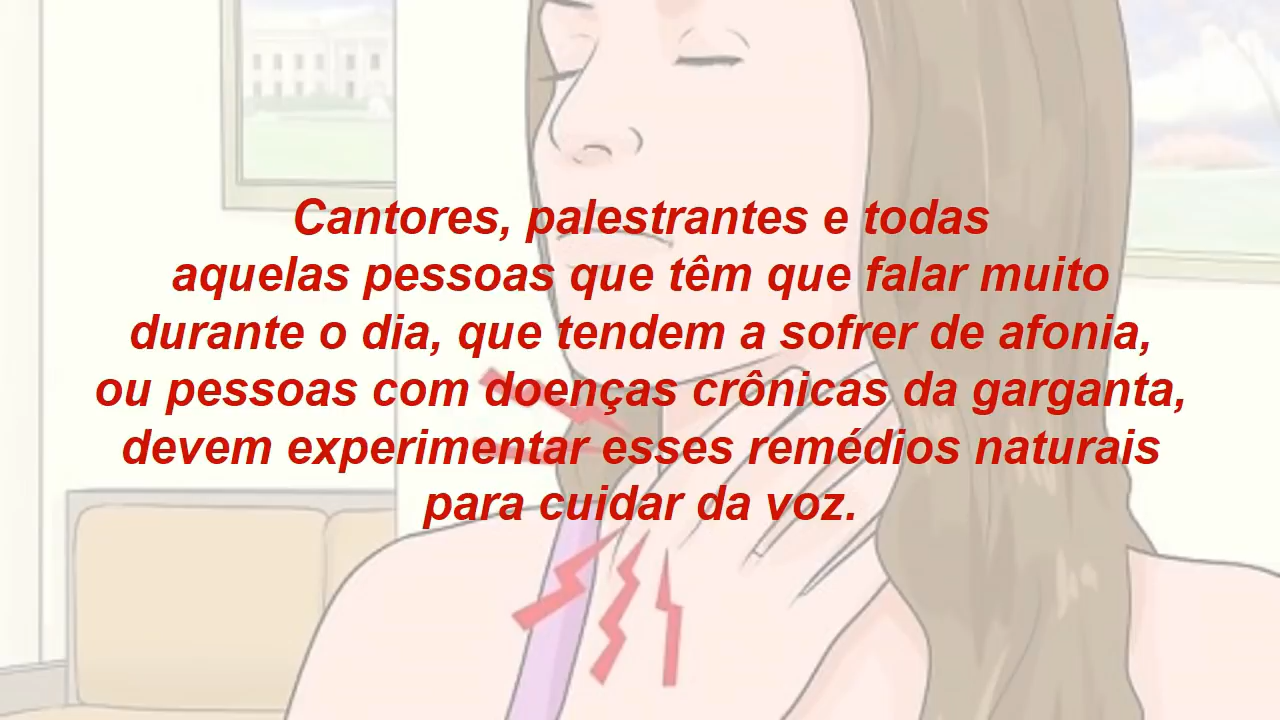 Cantores, palestrantes e todas
aquelas pessoas que têm que falar muito
durante o dia, que tendem a sofrer de afonia,
ou pessoas com doenças crônicas da garganta,
devem experimentar esses remédios naturais
para cuidar da voz.